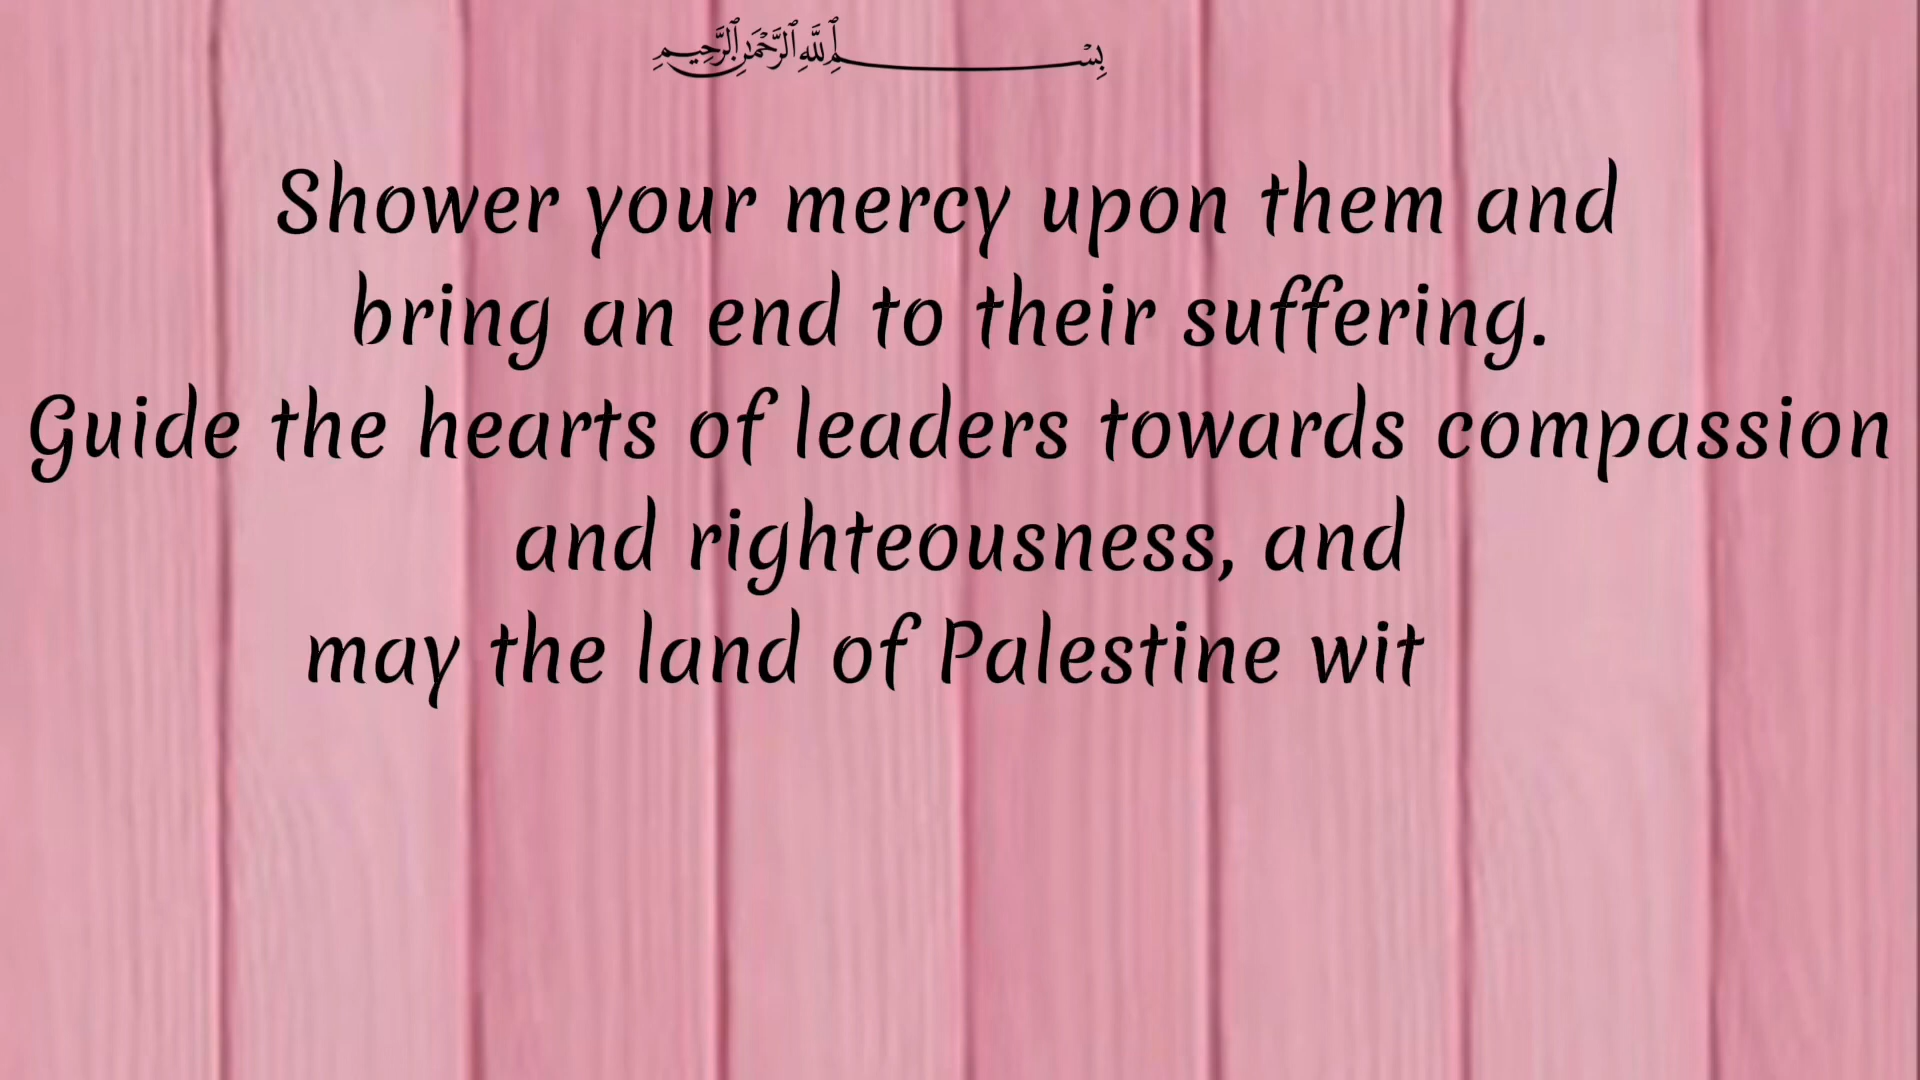 بِسْمِ ٱللَّهِ ٱلرَّحْمَٰنِ ٱلرَّحِيمِ
Shower your mercy upon them and
bring an end to their suffering.
Guide the hearts of leaders towards compassion
and righteousness, and
may the land of Palestine wit